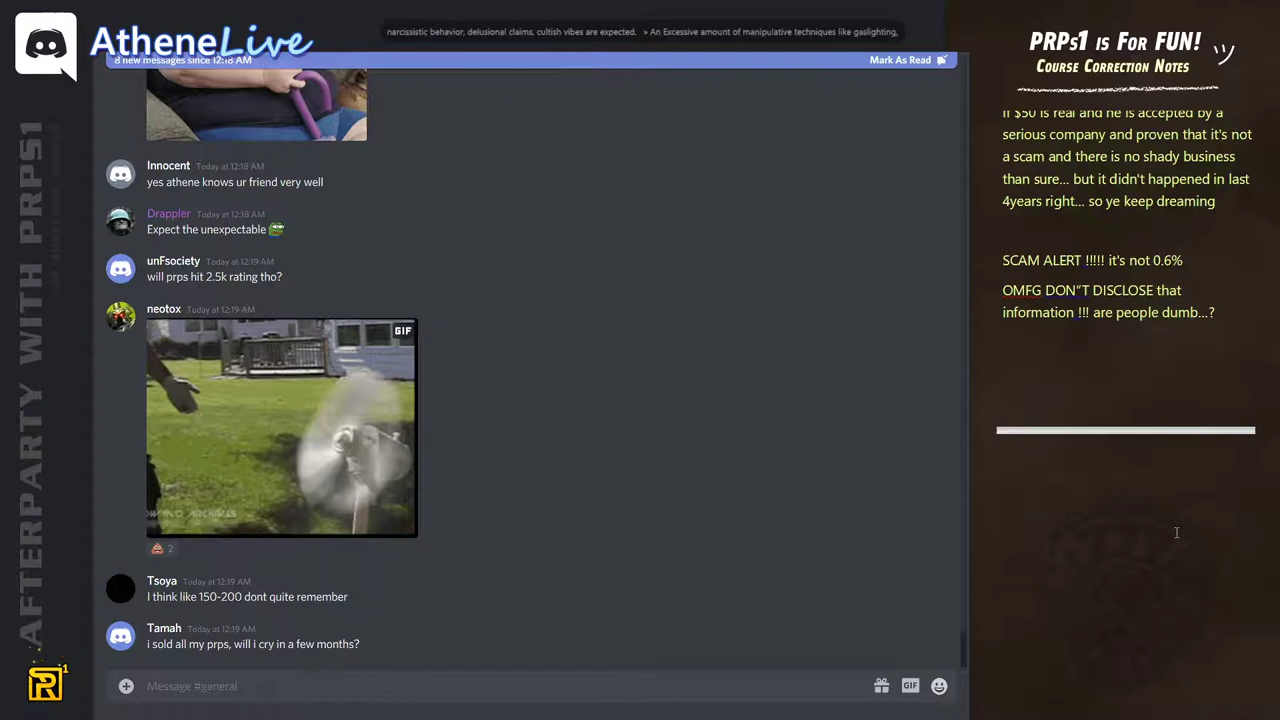 AtheneLive
narcissistic behavior, delusional claims, cultish vibes are expected.   » An Excessive amount of manipulative techniques like gaslighting,
8 new messages since 12:18 AM
Mark As Read
Innocent Today at 12:18 AM
yes athene knows ur friend very well
Drappler Today at 12:18 AM
Expect the unexpectable
unFsociety Today at 12:19 AM
will prps hit 2.5k rating tho?
neotox Today at 12:19 AM
GIF
2
Tsoya Today at 12:19 AM
I think like 150-200 dont quite remember
Tamah Today at 12:19 AM
i sold all my prps, will i cry in a few months?
Message #general
GIF
AFTERPARTY WITH PRPS1
R1
PRPs1 is For FUN! ツ
Course Correction Notes
If $50 is real and he is accepted by a
serious company and proven that it's not
a scam and there is no shady business
than sure... but it didn't happened in last
4years right... so ye keep dreaming
SCAM ALERT !!!!! it's not 0.6%
OMFG DON"T DISCLOSE that
information !!! are people dumb...?